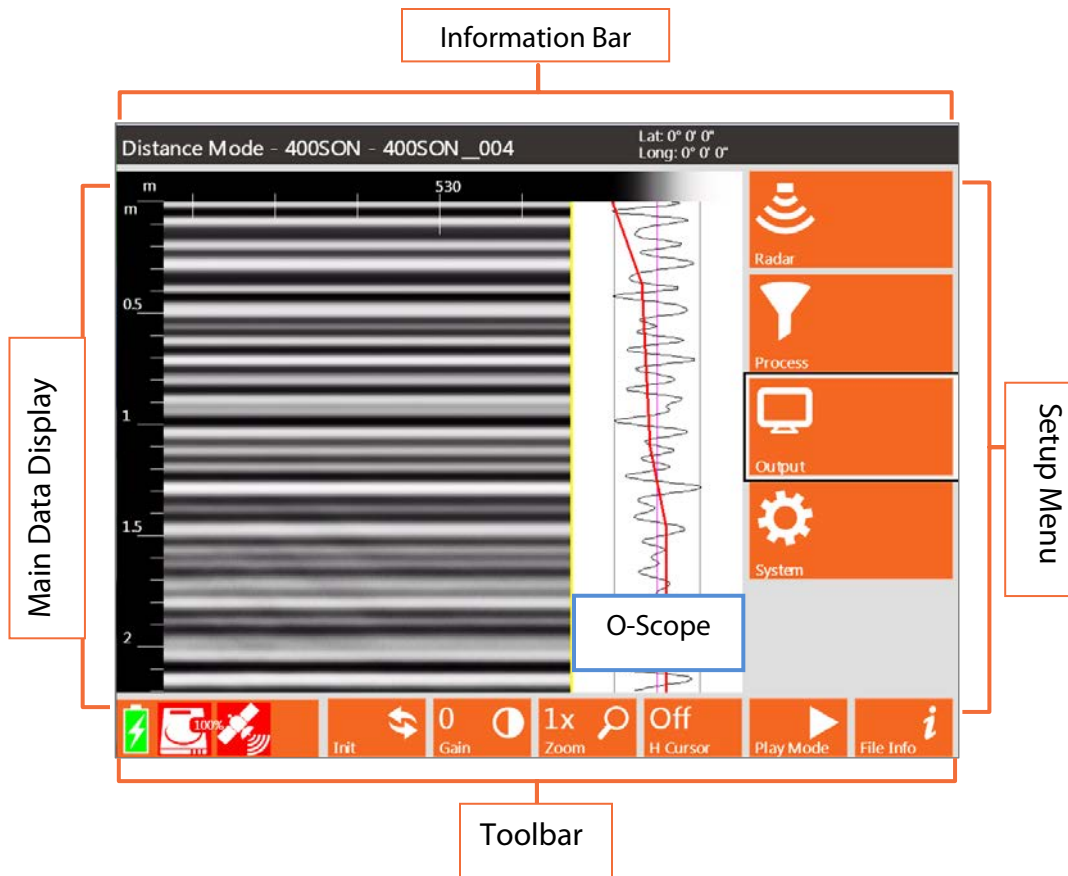 Information Bar
Distance Mode - 400SON - 400SON__004
Lat: 0° 0' 0"
Long: 0° 0' 0"
m
530
m
0.5
1
1.5
2
Main Data Display
O-Scope
Radar
Process
Output
System
Setup Menu
100%
Init
0
Gain
1x
Zoom
Off
H Cursor
Play Mode
i
File Info
Toolbar